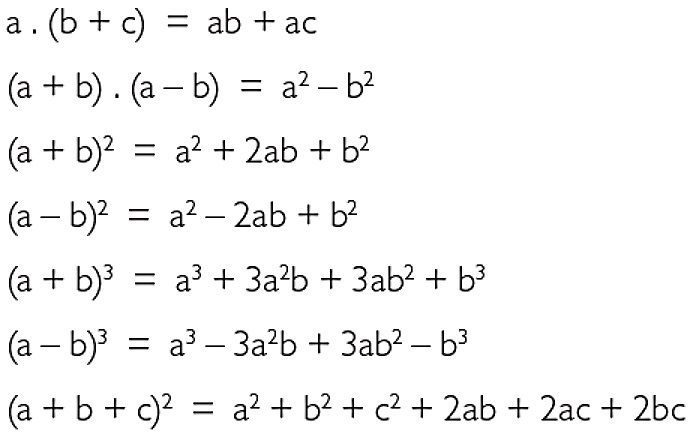 a . (b + c) = ab + ac
(a + b) . (a – b) = a² – b²
(a + b)² = a² + 2ab + b²
(a – b)² = a² – 2ab + b²
(a + b)³ = a³ + 3a²b + 3ab² + b³
(a – b)³ = a³ – 3a²b + 3ab² – b³
(a + b + c)² = a² + b² + c² + 2ab + 2ac + 2bc